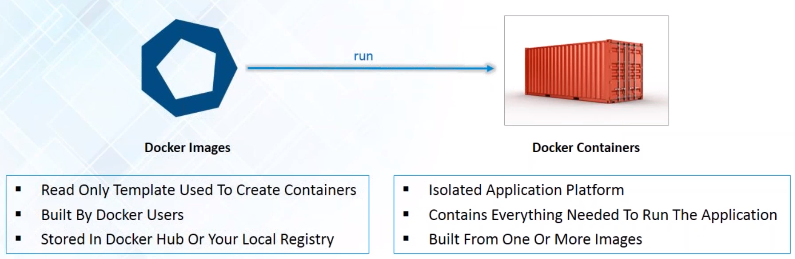 run
Docker Images
Docker Containers
▪ Read Only Template Used To Create Containers
▪ Built By Docker Users
▪ Stored In Docker Hub Or Your Local Registry
▪ Isolated Application Platform
▪ Contains Everything Needed To Run The Application
▪ Built From One Or More Images